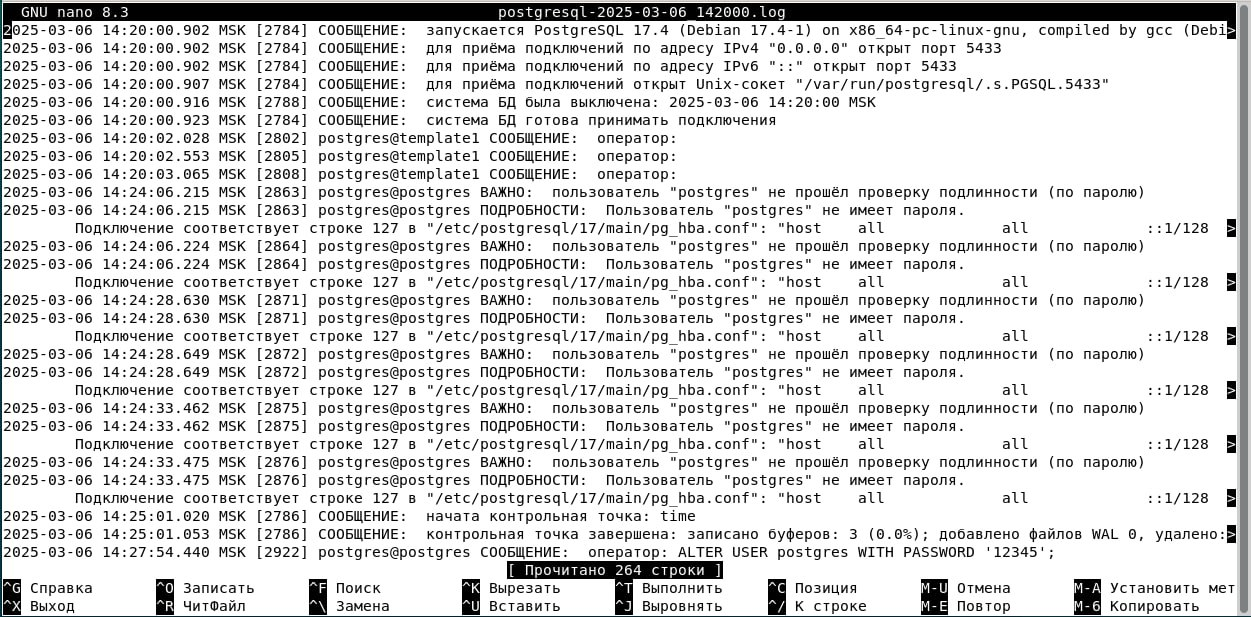 GNU nano 8.3 postgresql-2025-03-06_142000.log
2025-03-06 14:20:00.902 MSK [2784] СООБЩЕНИЕ:  запускается PostgreSQL 17.4 (Debian 17.4-1) on x86_64-pc-linux-gnu, compiled by gcc (Debi>
2025-03-06 14:20:00.902 MSK [2784] СООБЩЕНИЕ:  для приёма подключений по адресу IPv4 "0.0.0.0" открыт порт 5433
2025-03-06 14:20:00.902 MSK [2784] СООБЩЕНИЕ:  для приёма подключений по адресу IPv6 "::" открыт порт 5433
2025-03-06 14:20:00.907 MSK [2784] СООБЩЕНИЕ:  для приёма подключений открыт Unix-сокет "/var/run/postgresql/.s.PGSQL.5433"
2025-03-06 14:20:00.916 MSK [2788] СООБЩЕНИЕ:  система БД была выключена: 2025-03-06 14:20:00 MSK
2025-03-06 14:20:00.923 MSK [2784] СООБЩЕНИЕ:  система БД готова принимать подключения
2025-03-06 14:20:02.028 MSK [2802] postgres@template1 СООБЩЕНИЕ:  оператор:
2025-03-06 14:20:02.553 MSK [2805] postgres@template1 СООБЩЕНИЕ:  оператор:
2025-03-06 14:20:03.065 MSK [2808] postgres@template1 СООБЩЕНИЕ:  оператор:
2025-03-06 14:24:06.215 MSK [2863] postgres@postgres ВАЖНО:  пользователь "postgres" не прошёл проверку подлинности (по паролю)
2025-03-06 14:24:06.215 MSK [2863] postgres@postgres ПОДРОБНОСТИ:  Пользователь "postgres" не имеет пароля.
Подключение соответствует строке 127 в "/etc/postgresql/17/main/pg_hba.conf": "host    all             all             ::1/128  >
2025-03-06 14:24:06.224 MSK [2864] postgres@postgres ВАЖНО:  пользователь "postgres" не прошёл проверку подлинности (по паролю)
2025-03-06 14:24:06.224 MSK [2864] postgres@postgres ПОДРОБНОСТИ:  Пользователь "postgres" не имеет пароля.
Подключение соответствует строке 127 в "/etc/postgresql/17/main/pg_hba.conf": "host    all             all             ::1/128  >
2025-03-06 14:24:28.630 MSK [2871] postgres@postgres ВАЖНО:  пользователь "postgres" не прошёл проверку подлинности (по паролю)
2025-03-06 14:24:28.630 MSK [2871] postgres@postgres ПОДРОБНОСТИ:  Пользователь "postgres" не имеет пароля.
Подключение соответствует строке 127 в "/etc/postgresql/17/main/pg_hba.conf": "host    all             all             ::1/128  >
2025-03-06 14:24:28.649 MSK [2872] postgres@postgres ВАЖНО:  пользователь "postgres" не прошёл проверку подлинности (по паролю)
2025-03-06 14:24:28.649 MSK [2872] postgres@postgres ПОДРОБНОСТИ:  Пользователь "postgres" не имеет пароля.
Подключение соответствует строке 127 в "/etc/postgresql/17/main/pg_hba.conf": "host    all             all             ::1/128  >
2025-03-06 14:24:33.462 MSK [2875] postgres@postgres ВАЖНО:  пользователь "postgres" не прошёл проверку подлинности (по паролю)
2025-03-06 14:24:33.462 MSK [2875] postgres@postgres ПОДРОБНОСТИ:  Пользователь "postgres" не имеет пароля.
Подключение соответствует строке 127 в "/etc/postgresql/17/main/pg_hba.conf": "host    all             all             ::1/128  >
2025-03-06 14:24:33.475 MSK [2876] postgres@postgres ВАЖНО:  пользователь "postgres" не прошёл проверку подлинности (по паролю)
2025-03-06 14:24:33.475 MSK [2876] postgres@postgres ПОДРОБНОСТИ:  Пользователь "postgres" не имеет пароля.
Подключение соответствует строке 127 в "/etc/postgresql/17/main/pg_hba.conf": "host    all             all             ::1/128  >
2025-03-06 14:25:01.020 MSK [2786] СООБЩЕНИЕ:  начата контрольная точка: time
2025-03-06 14:25:01.053 MSK [2786] СООБЩЕНИЕ:  контрольная точка завершена: записано буферов: 3 (0.0%); добавлено файлов WAL 0, удалено:>
2025-03-06 14:27:54.440 MSK [2922] postgres@postgres СООБЩЕНИЕ:  оператор: ALTER USER postgres WITH PASSWORD '12345';
[ Прочитано 264 строки ]
^G Справка ^O Записать ^F Поиск ^K Вырезать ^T Выполнить ^C Позиция M-U Отмена M-A Установить мет
^X Выход ^R ЧитФайл ^\ Замена ^U Вставить ^J Выровнять ^/ К строке M-E Повтор M-6 Копировать